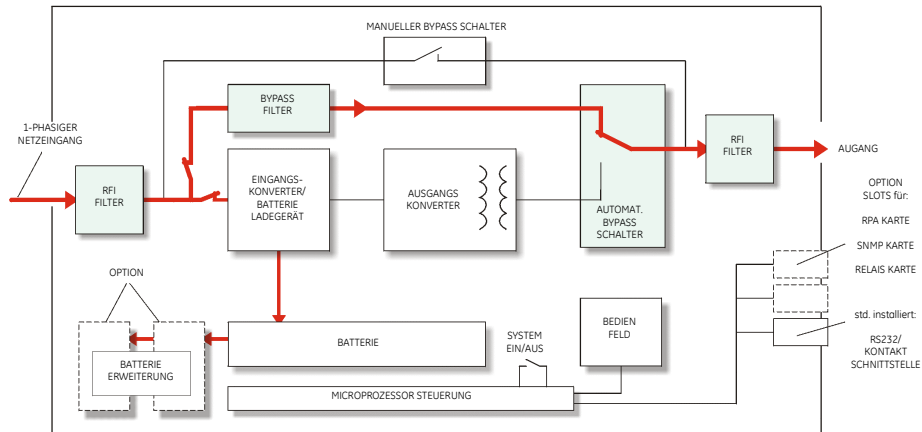 MANUELLER BYPASS SCHALTER
BYPASS
FILTER
1-PHASIGER
NETZEINGANG
RFI
FILTER
EINGANGS-
KONVERTER/
BATTERIE
LADEGERÄT
AUSGANGS
KONVERTER
AUTOMAT.
BYPASS
SCHALTER
RFI
FILTER
AUGANG
OPTION
SLOTS für:
RPA KARTE
SNMP KARTE
RELAIS KARTE
std. installiert:
RS232/
KONTAKT
SCHNITTSTELLE
OPTION
BATTERIE
ERWEITERUNG
BATTERIE
SYSTEM
EIN/AUS
BEDIEN
FELD
MICROPROZESSOR STEUERUNG